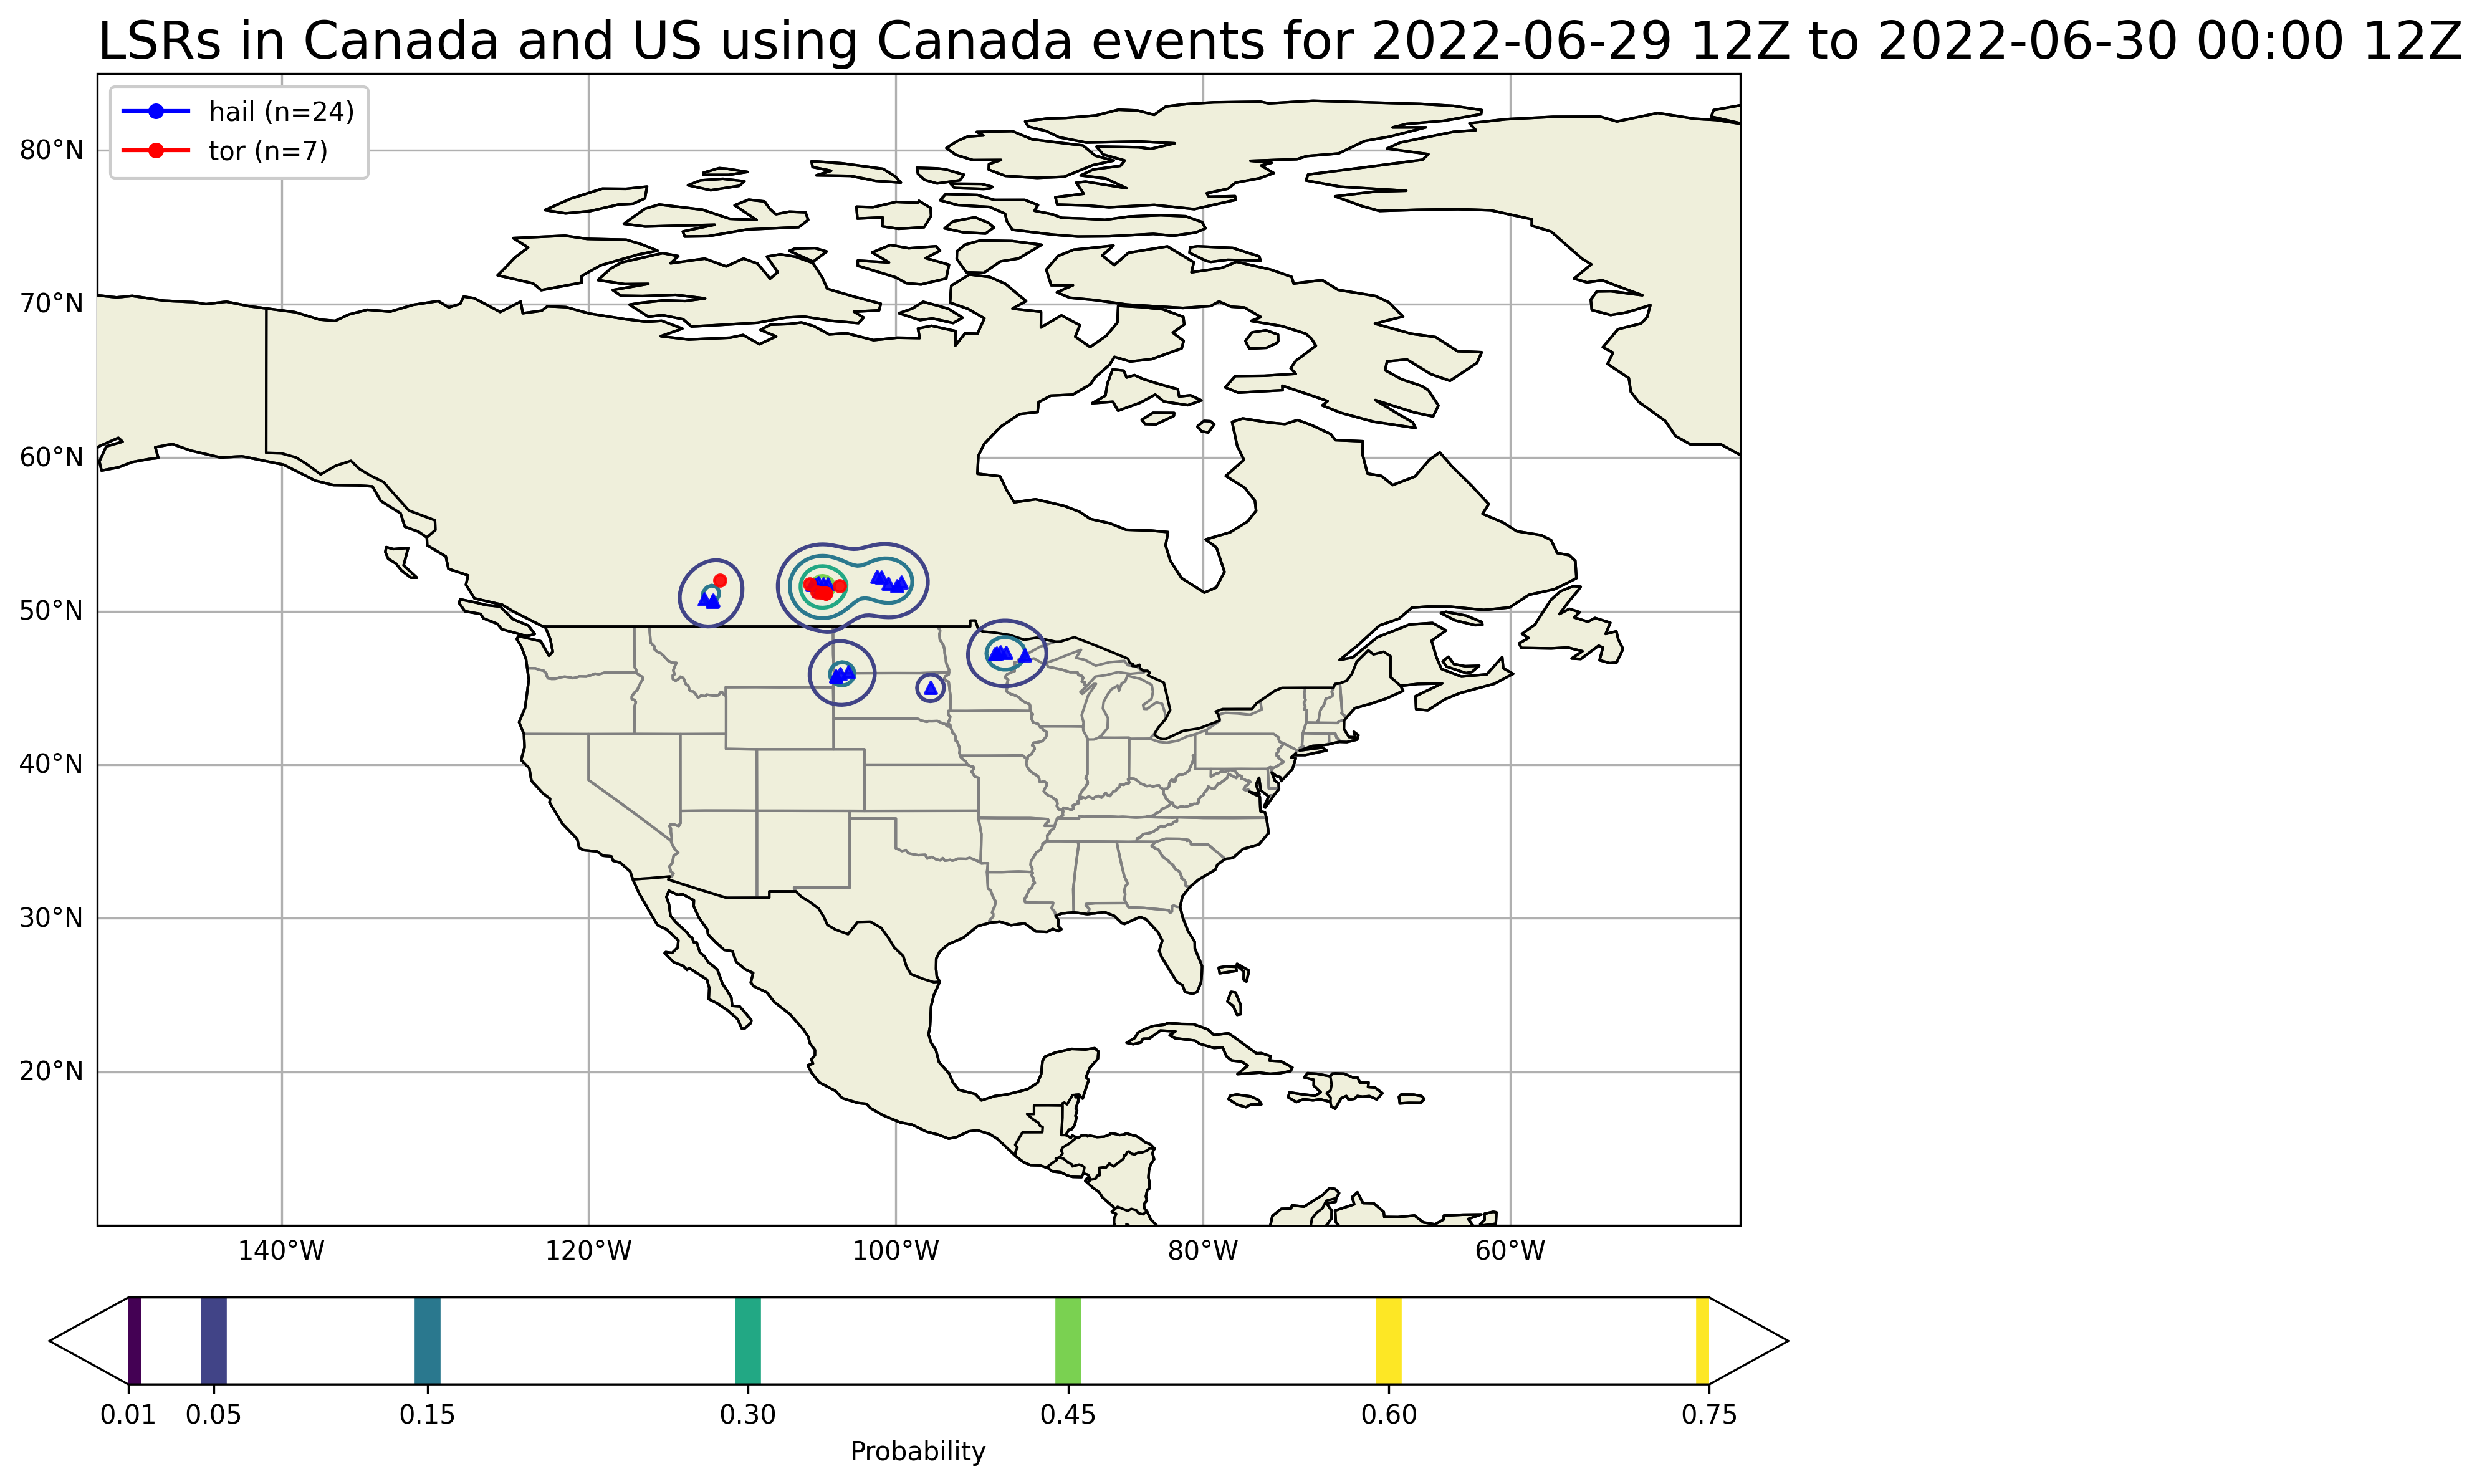 LSRs in Canada and US using Canada events for 2022-06-29 12Z to 2022-06-30 00:00 12Z
hail (n=24)
tor (n=7)
80°N
70°N
60°N
50°N
40°N
30°N
20°N
140°W 120°W 100°W 80°W 60°W
0.01 0.05 0.15 0.30 0.45 0.60 0.75
Probability